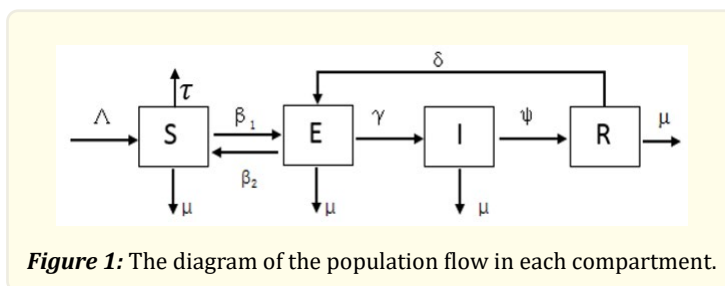 δ
τ
Λ S β₁ E γ I ψ R μ
β₂
μ μ μ
Figure 1: The diagram of the population flow in each compartment.